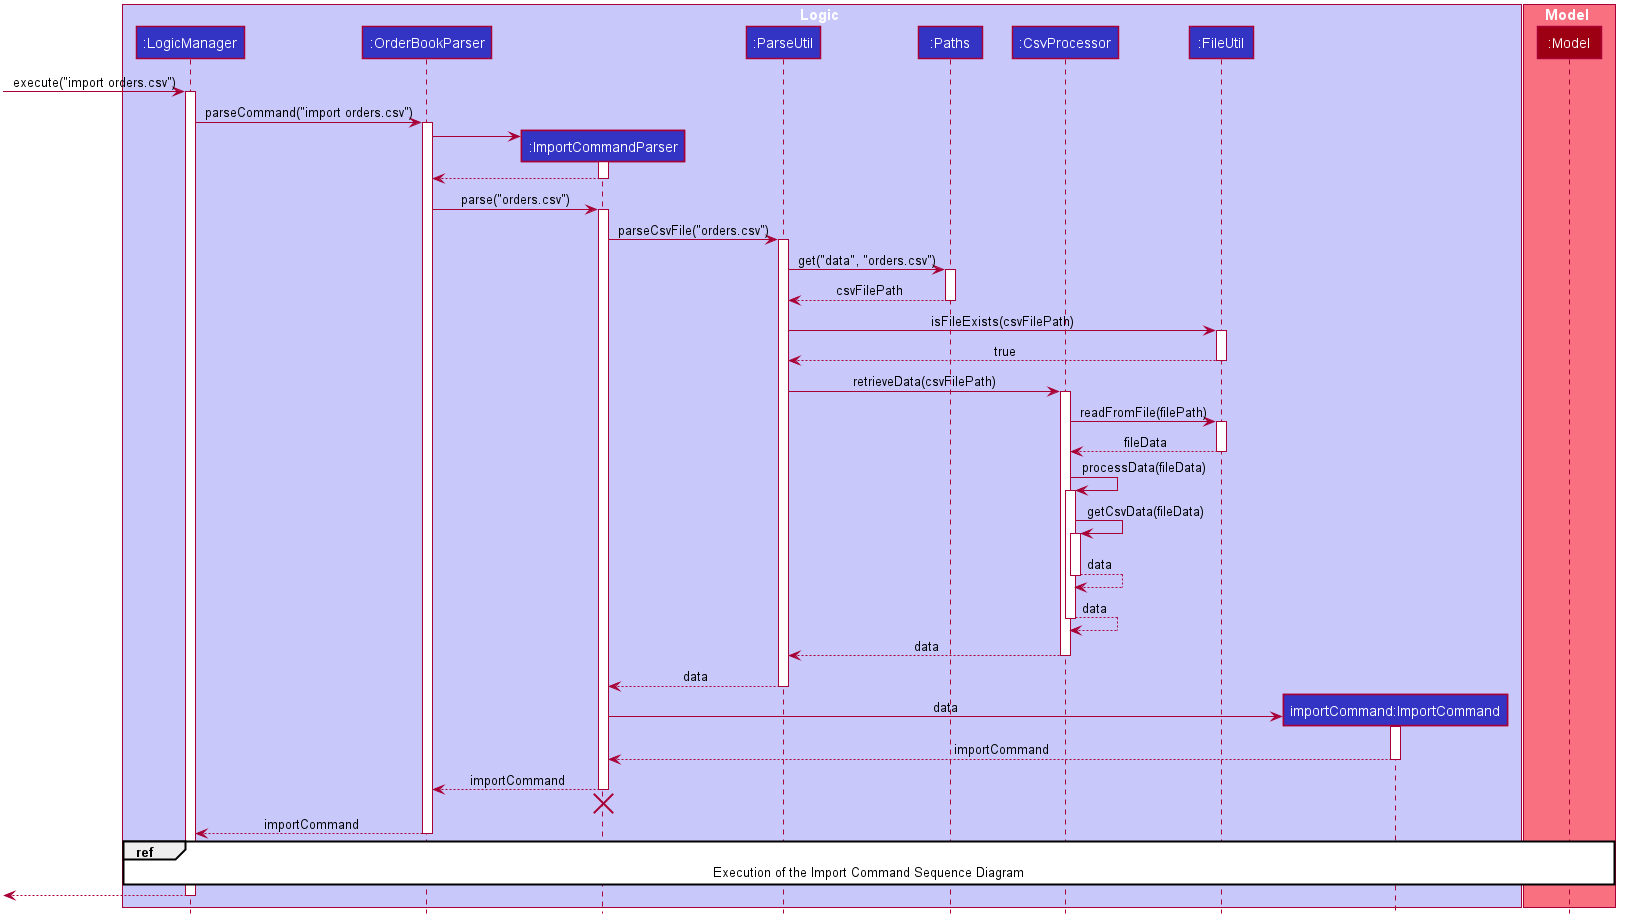 Logic
Model
:LogicManager
:OrderBookParser
:ParseUtil
:Paths
:CsvProcessor
:FileUtil
:Model
execute("import orders.csv")
parseCommand("import orders.csv")
:ImportCommandParser
parse("orders.csv")
parseCsvFile("orders.csv")
get("data", "orders.csv")
csvFilePath
isFileExists(csvFilePath)
true
retrieveData(csvFilePath)
readFromFile(filePath)
fileData
processData(fileData)
getCsvData(fileData)
data
data
data
data
data
importCommand:ImportCommand
importCommand
importCommand
importCommand
ref
Execution of the Import Command Sequence Diagram